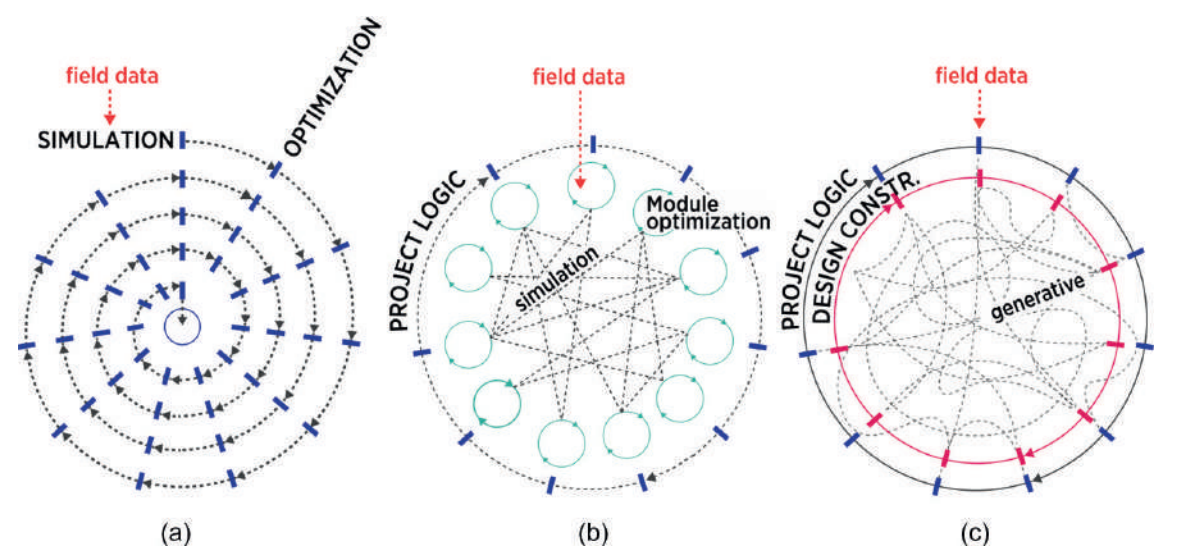 field data
SIMULATION
OPTIMIZATION
(a)
field data
PROJECT LOGIC
Module
optimization
simulation
(b)
field data
PROJECT LOGIC
DESIGN CONSTR.
generative
(c)